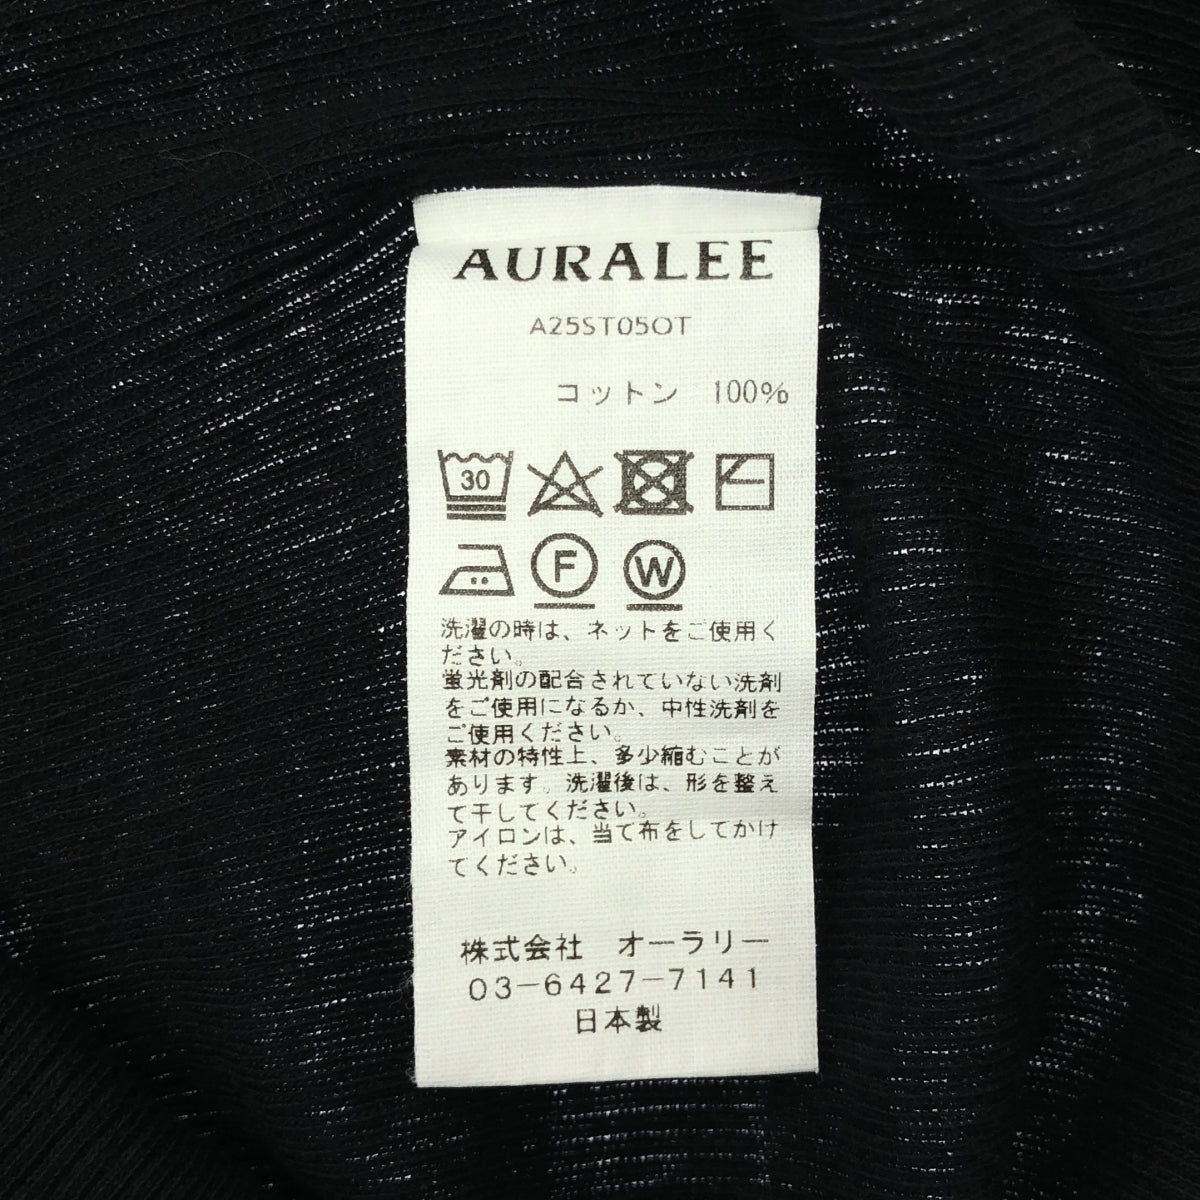 AURALEE
A25ST05OT
コットン 100%
30
F W
洗濯の時は、ネットをご使用く
ださい。
蛍光剤の配合されていない洗剤
をご使用になるか、中性洗剤を
ご使用ください。
素材の特性上、多少縮むことが
あります。洗濯後は、形を整え
て干してください。
アイロンは、当て布をしてかけ
てください。
株式会社 オーラリー
03-6427-7141
日本製